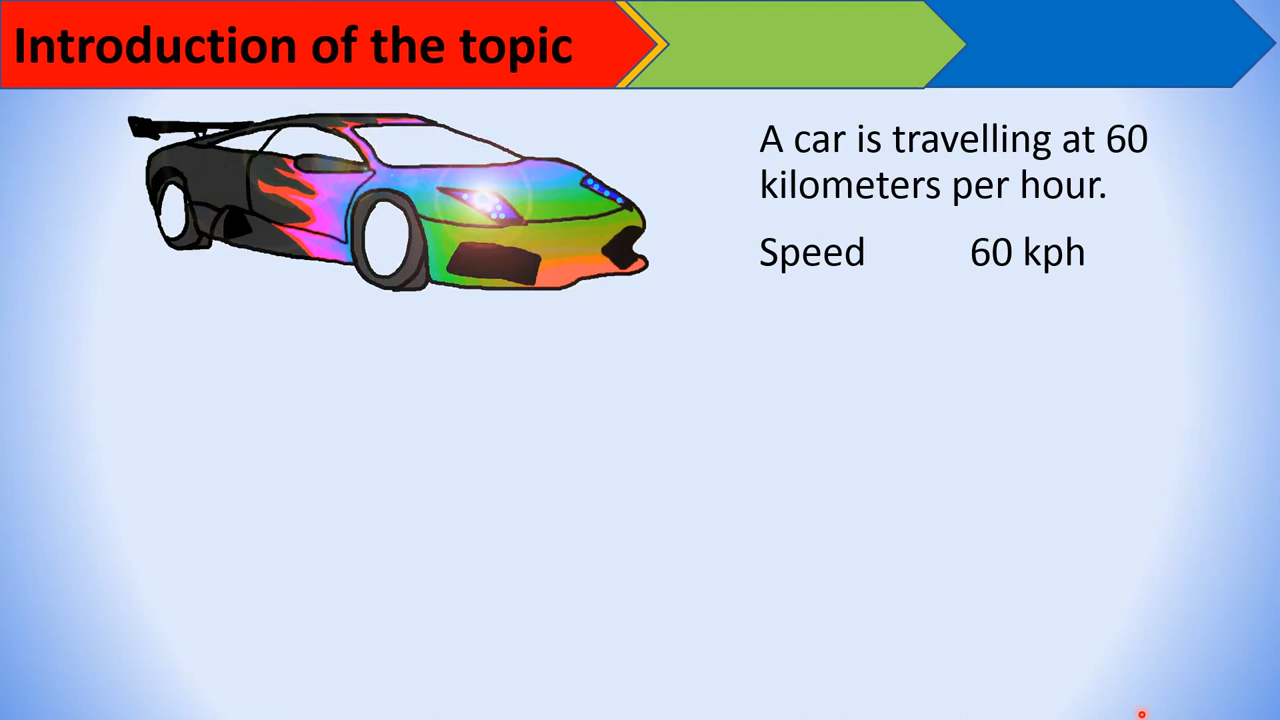 Introduction of the topic
A car is travelling at 60
kilometers per hour.
Speed 60 kph